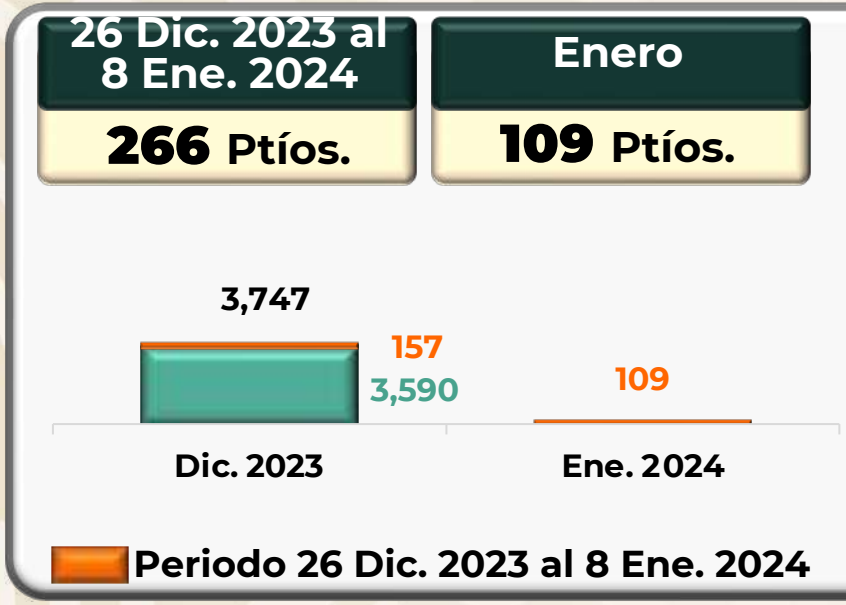 26 Dic. 2023 al
8 Ene. 2024
266 Ptíos.
Enero
109 Ptíos.
3,747
157
3,590
109
Dic. 2023
Ene. 2024
Periodo 26 Dic. 2023 al 8 Ene. 2024